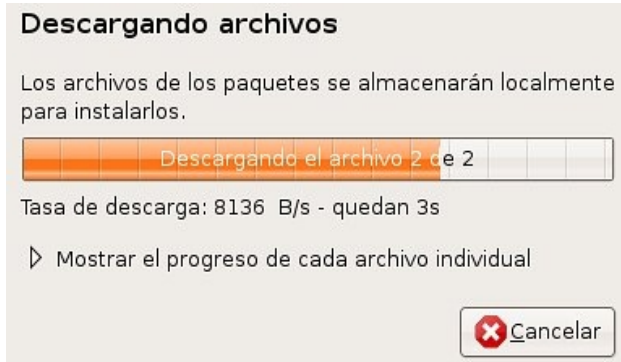 Descargando archivos
Los archivos de los paquetes se almacenarán localmente
para instalarlos.
Descargando el archivo 2 de 2
Tasa de descarga: 8136 B/s - quedan 3s
Mostrar el progreso de cada archivo individual
Cancelar